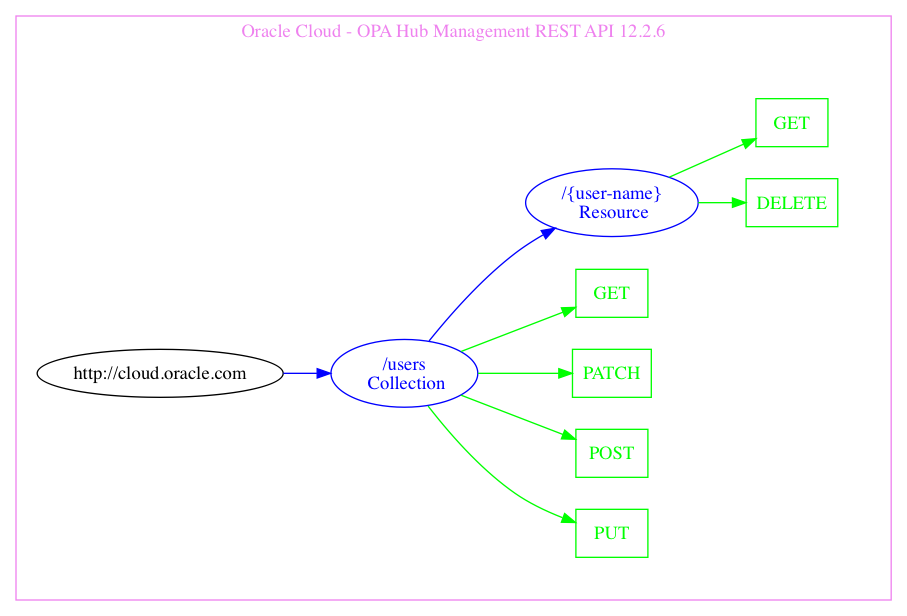 Oracle Cloud - OPA Hub Management REST API 12.2.6
GET
/{user-name}
Resource
DELETE
GET
http://cloud.oracle.com
/users
Collection
PATCH
POST
PUT